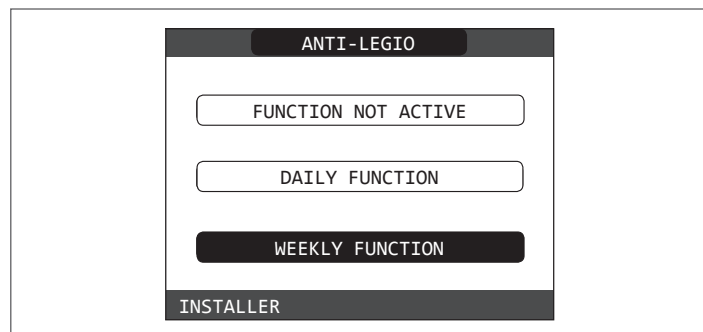 ANTI-LEGIO
FUNCTION NOT ACTIVE
DAILY FUNCTION
WEEKLY FUNCTION
INSTALLER